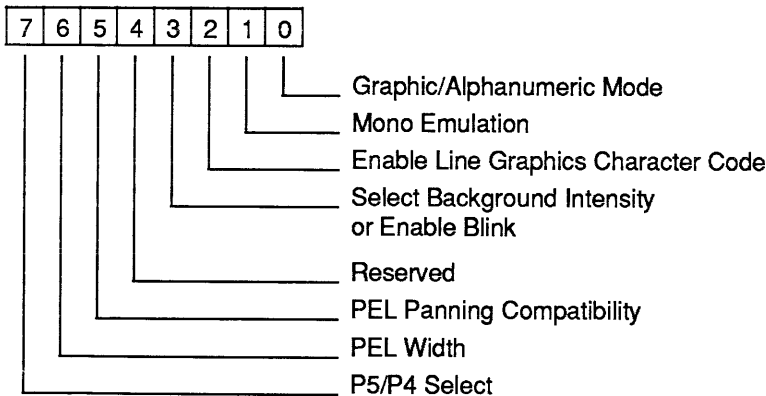 7 6 5 4 3 2 1 0
Graphic/Alphanumeric Mode
Mono Emulation
Enable Line Graphics Character Code
Select Background Intensity
or Enable Blink
Reserved
PEL Panning Compatibility
PEL Width
P5/P4 Select